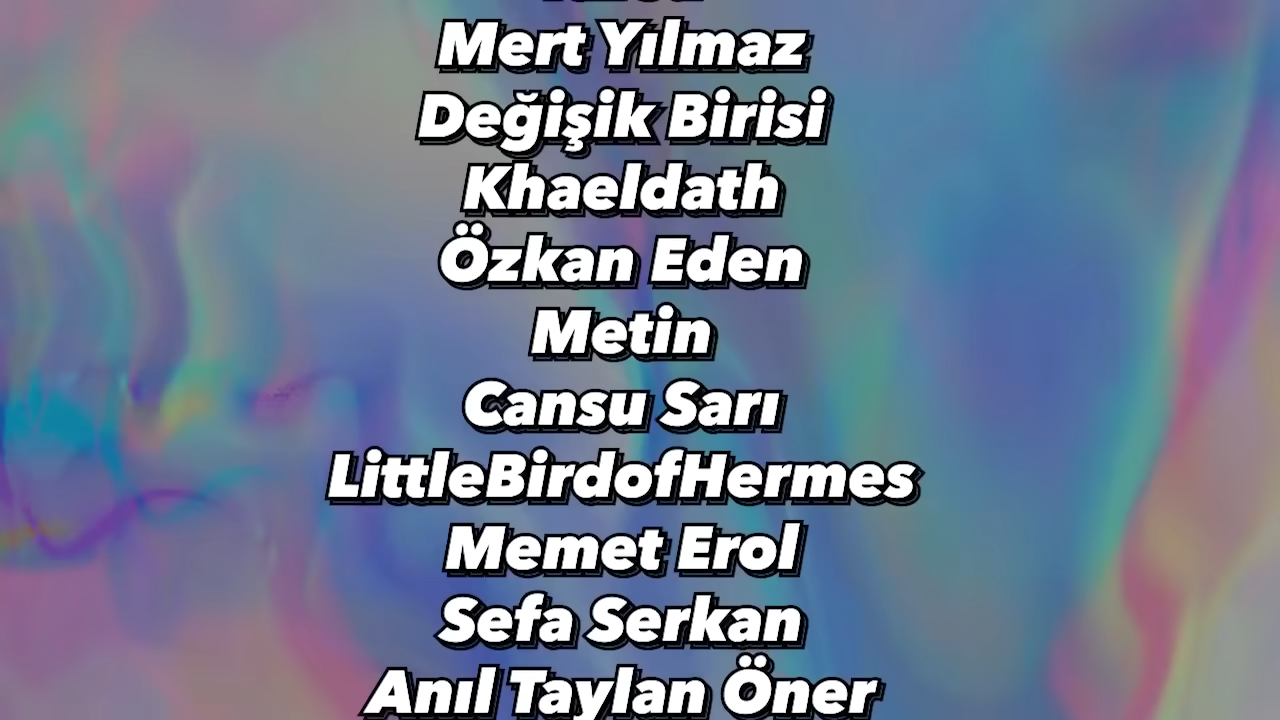 Mert Yılmaz
Değişik Birisi
Khaeldath
Özkan Eden
Metin
Cansu Sarı
LittleBirdofHermes
Memet Erol
Sefa Serkan
Anıl Taylan Öner